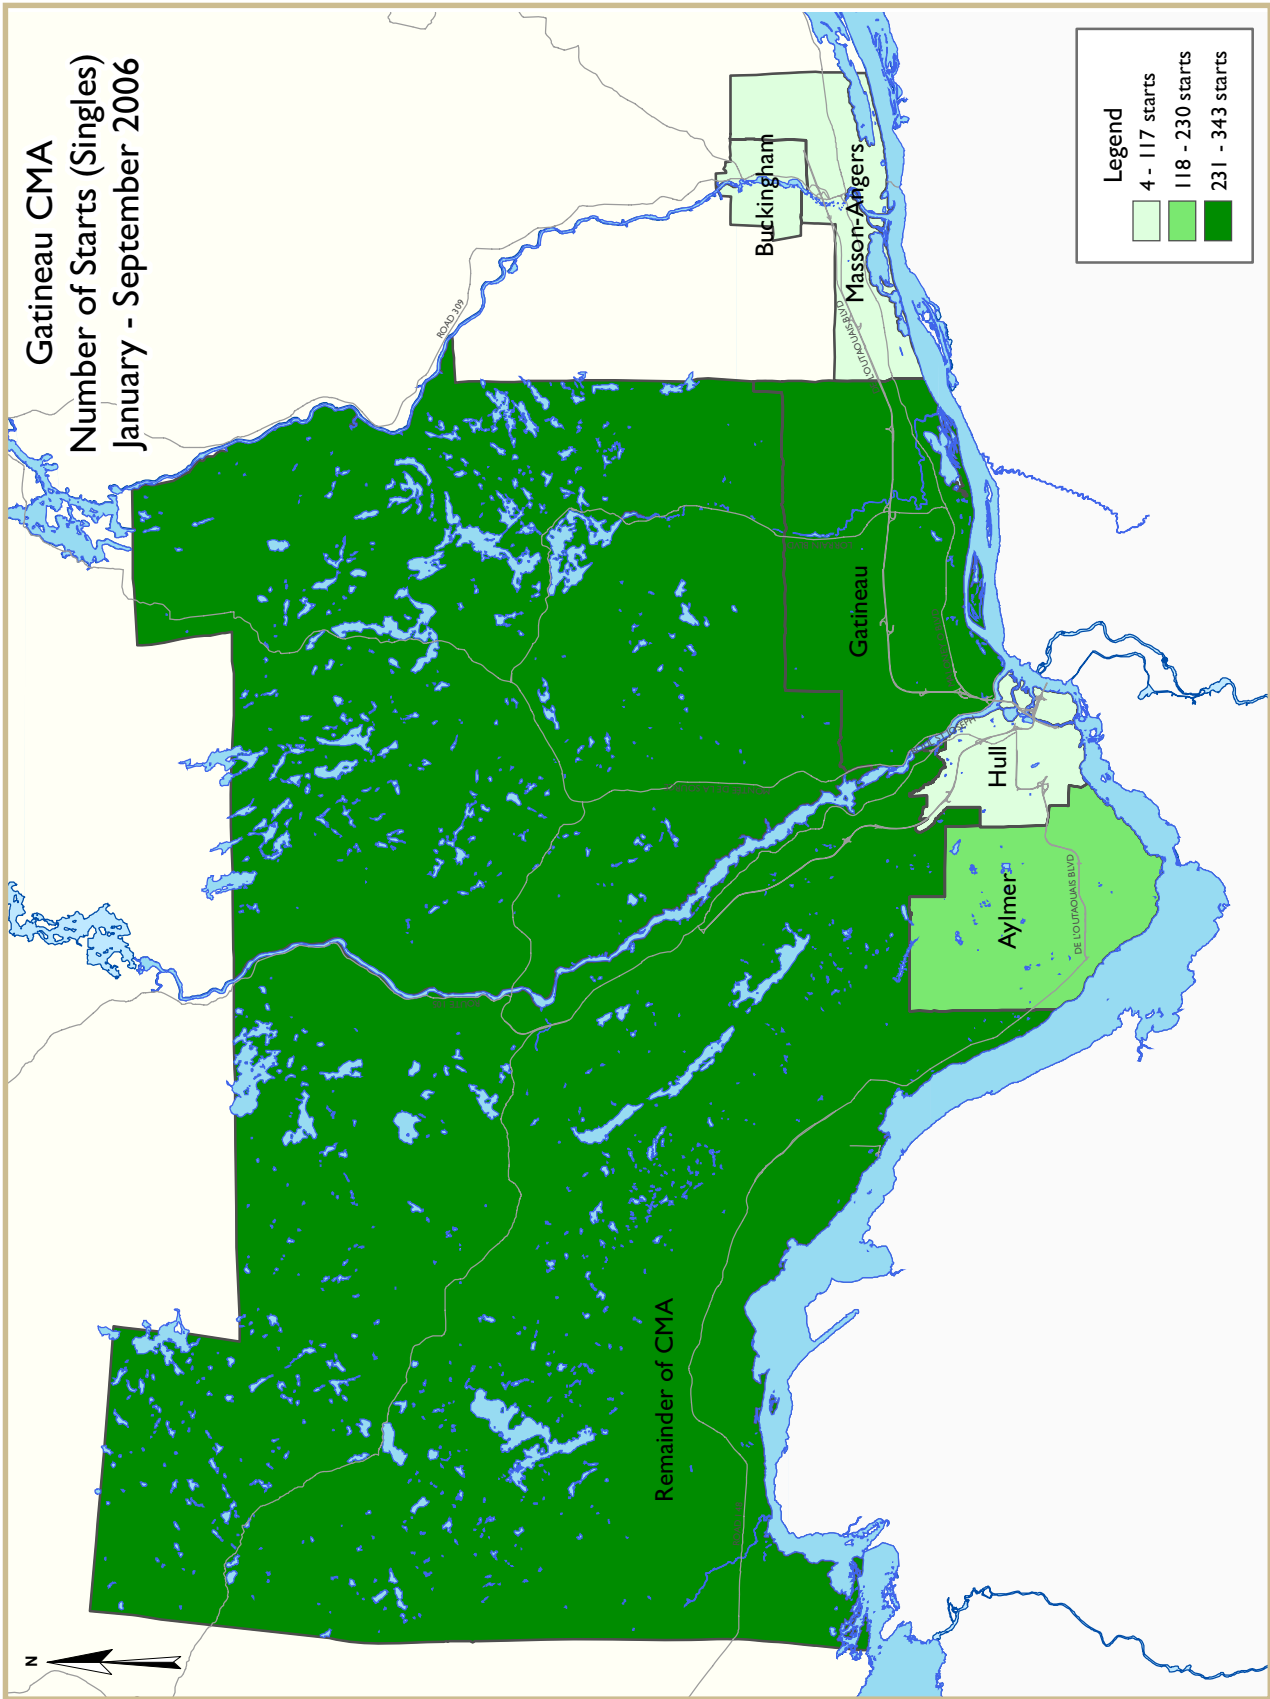 Gatineau CMA
Number of Starts (Singles)
January - September 2006
N
ROAD 309
Buckingham
Masson-Angers
L'OUTAOUAIS BLVD
Gatineau
Hull
Aylmer
DE L'OUTAOUAIS BLVD
Remainder of CMA
Legend
4 - 117 starts
118 - 230 starts
231 - 343 starts